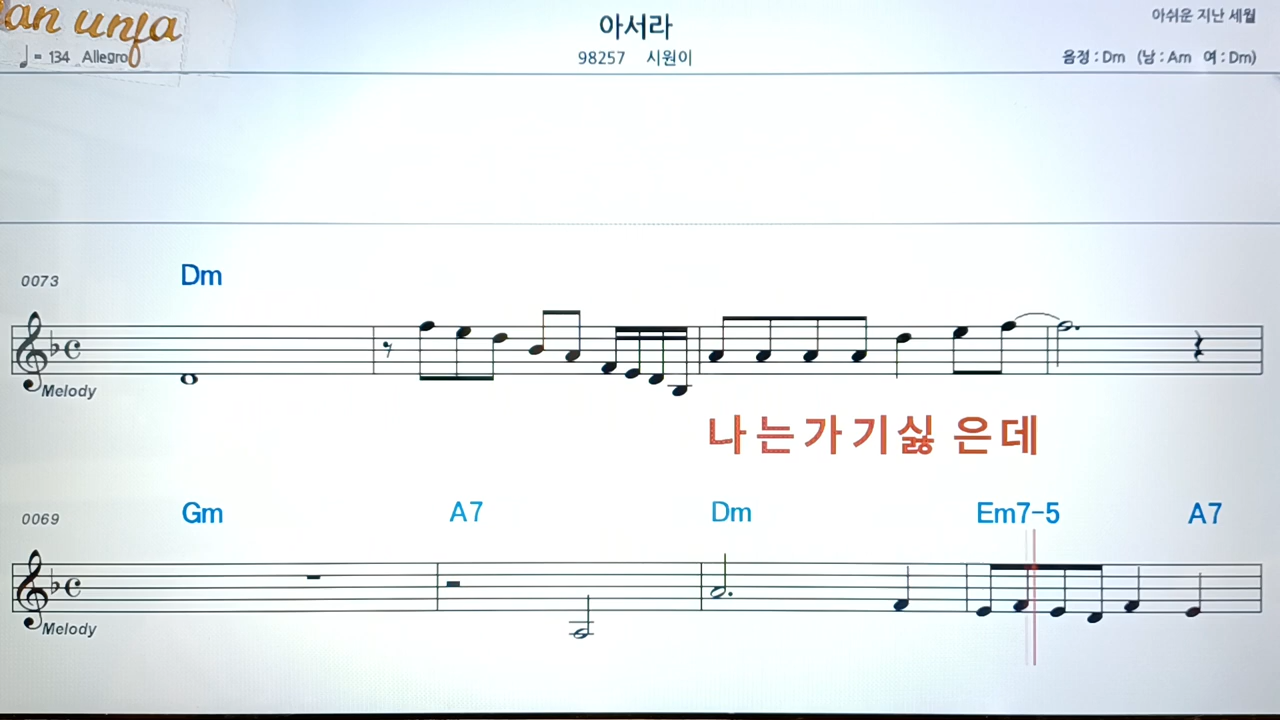 an unja
아서라
아쉬운 지난 세월
♩ = 134 Allegro
98257 시원이
음정 : Dm (남 : Am 여 : Dm)
0073
Dm
Melody
나는가기싫 은데
0069
Gm A7 Dm Em7-5 A7
Melody